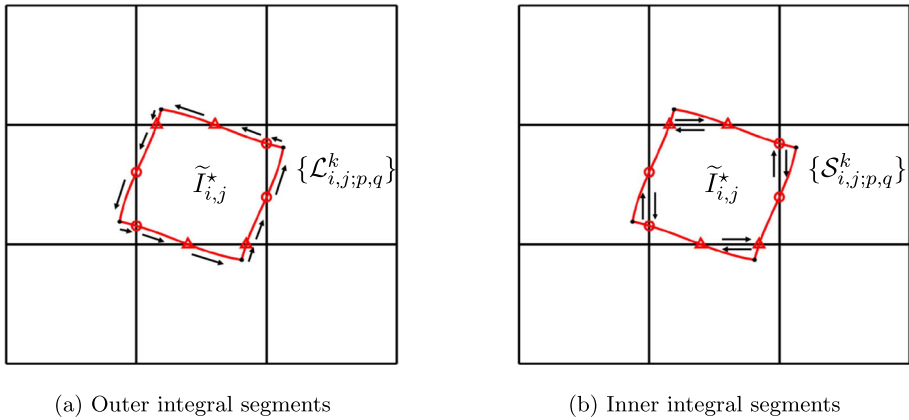 $\widetilde{I}^{\star}_{i,j}$ $\{\mathcal{L}^{k}_{i,j;p,q}\}$
$\widetilde{I}^{\star}_{i,j}$ $\{\mathcal{S}^{k}_{i,j;p,q}\}$
(a) Outer integral segments
(b) Inner integral segments